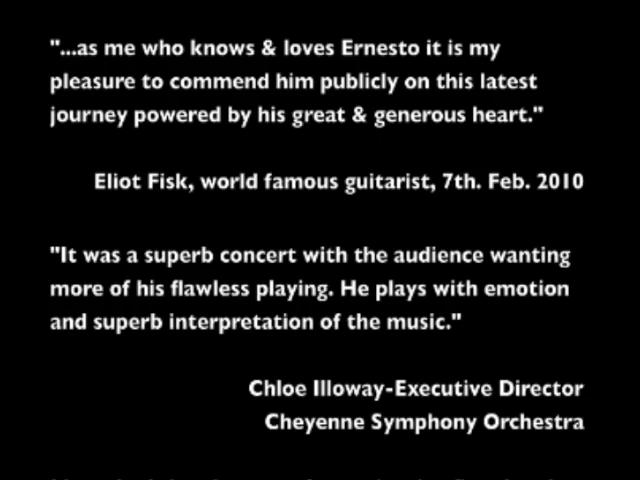 "...as me who knows & loves Ernesto it is my
pleasure to commend him publicly on this latest
journey powered by his great & generous heart."
Eliot Fisk, world famous guitarist, 7th. Feb. 2010
"It was a superb concert with the audience wanting
more of his flawless playing. He plays with emotion
and superb interpretation of the music."
Chloe Illoway-Executive Director
Cheyenne Symphony Orchestra